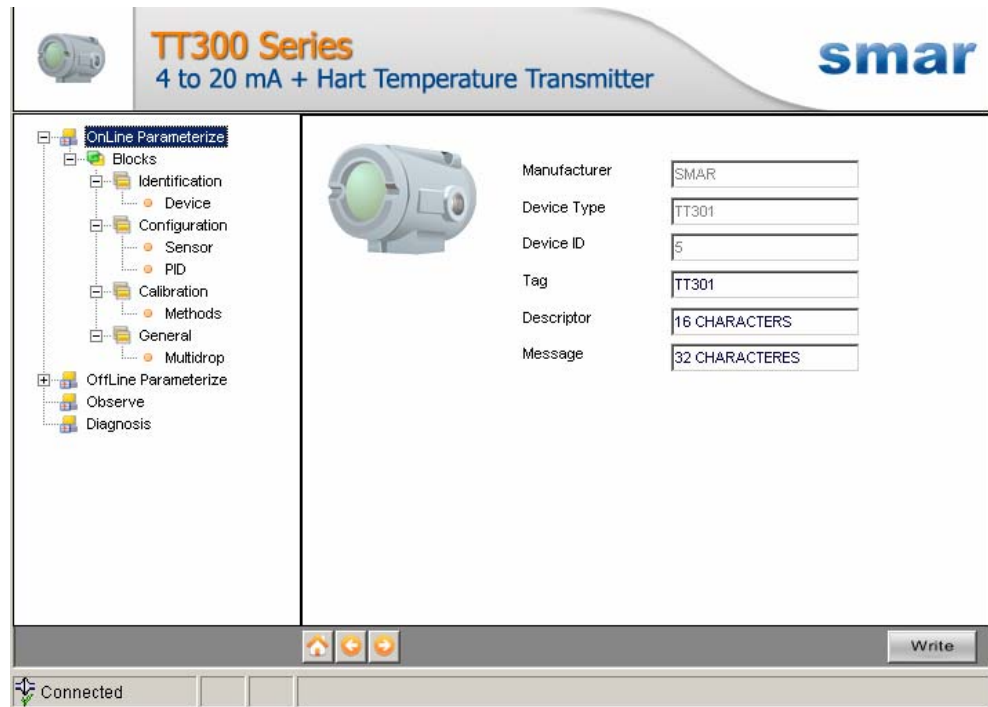 TT300 Series
4 to 20 mA + Hart Temperature Transmitter
smar
OnLine Parameterize
Blocks
Identification
Device
Configuration
Sensor
PID
Calibration
Methods
General
Multidrop
OffLine Parameterize
Observe
Diagnosis
Manufacturer SMAR
Device Type TT301
Device ID 5
Tag TT301
Descriptor 16 CHARACTERS
Message 32 CHARACTERES
Write
Connected